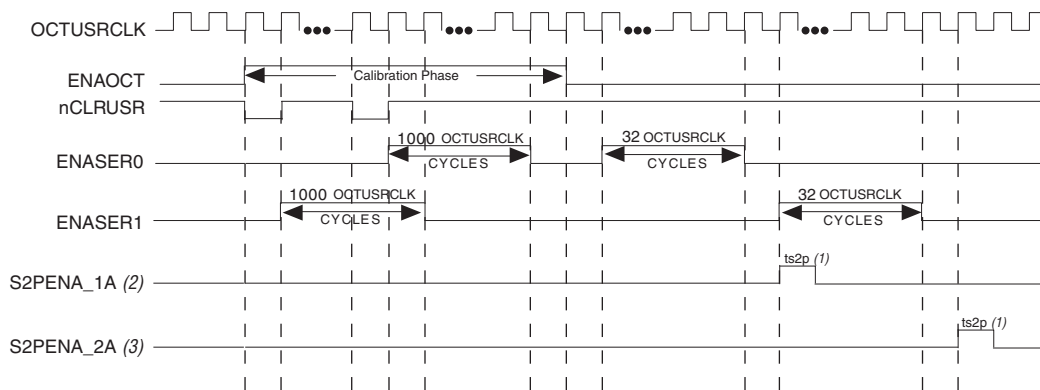 OCTUSRCLK
ENAOCT
Calibration Phase
nCLRUSR
ENASER0
1000 OCTUSRCLK
CYCLES
32 OCTUSRCLK
CYCLES
ENASER1
1000 OCTUSRCLK
CYCLES
32 OCTUSRCLK
CYCLES
S2PENA_1A (2)
ts2p (1)
S2PENA_2A (3)
ts2p (1)